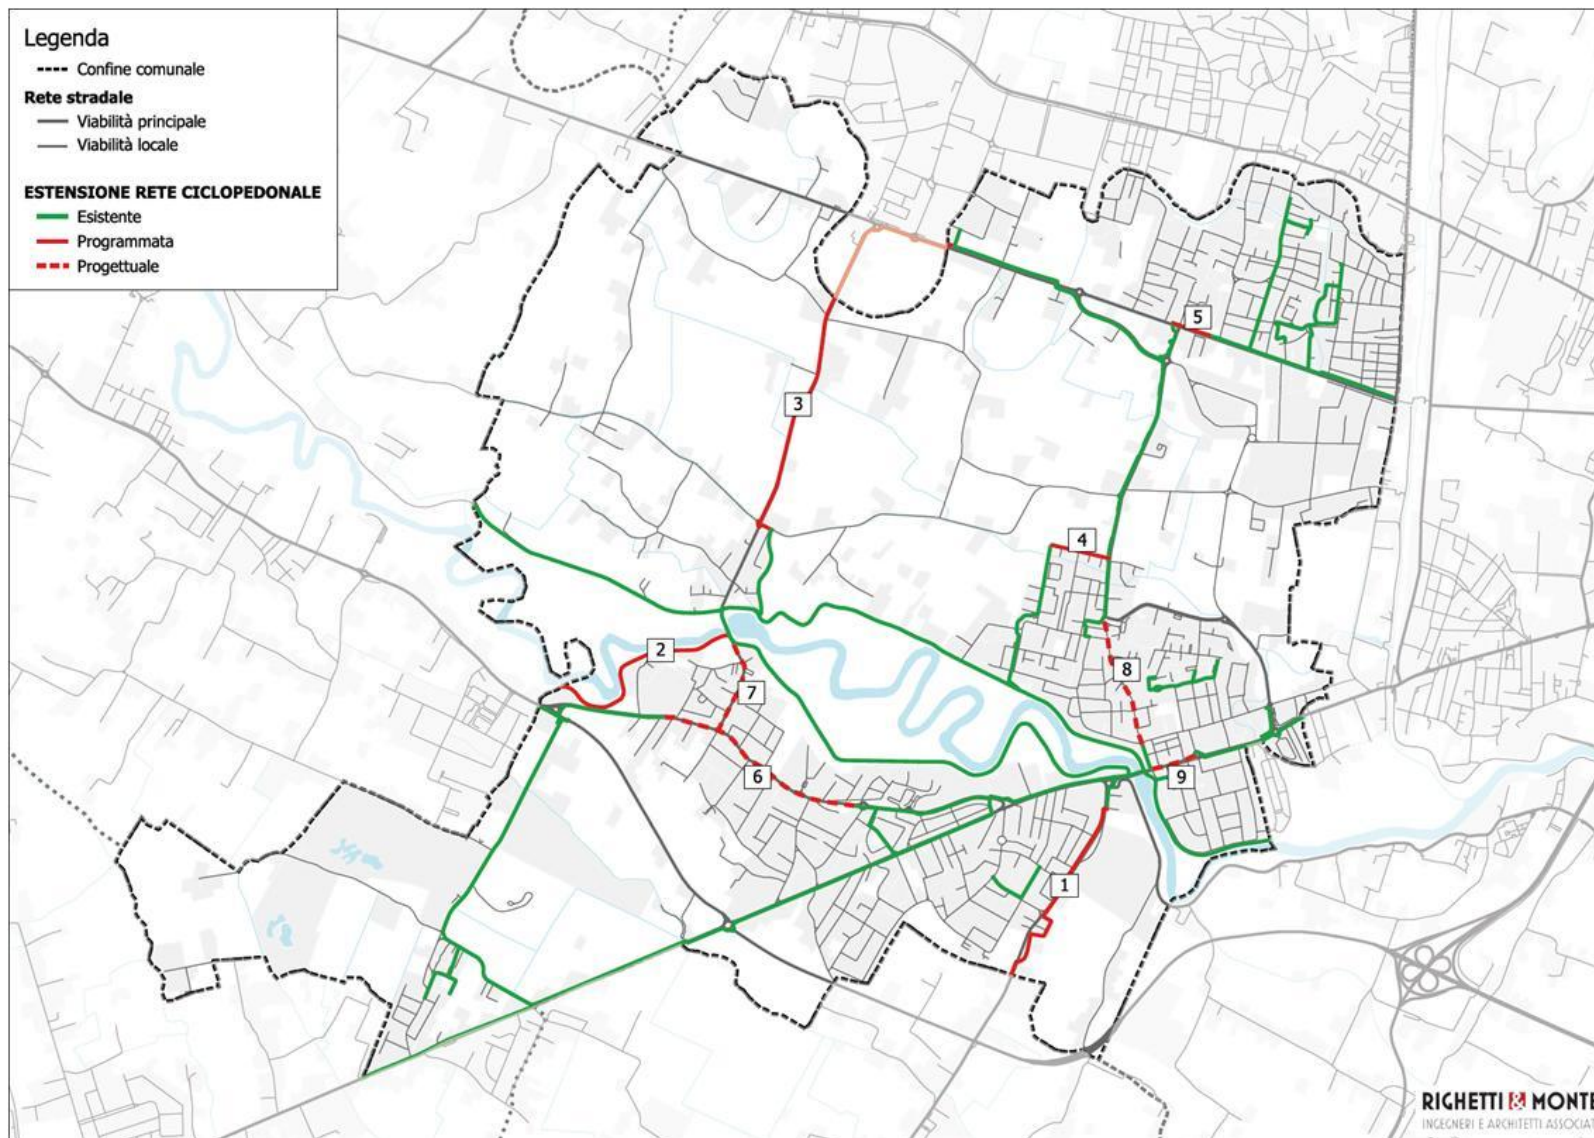 Legenda
Confine comunale
Rete stradale
Viabilità principale
Viabilità locale
ESTENSIONE RETE CICLOPEDONALE
Esistente
Programmata
Progettuale
5
3
4
2
8
7
6
9
1
RIGHETTI & MONTE
INGEGNERI E ARCHITETTI ASSOCIAT